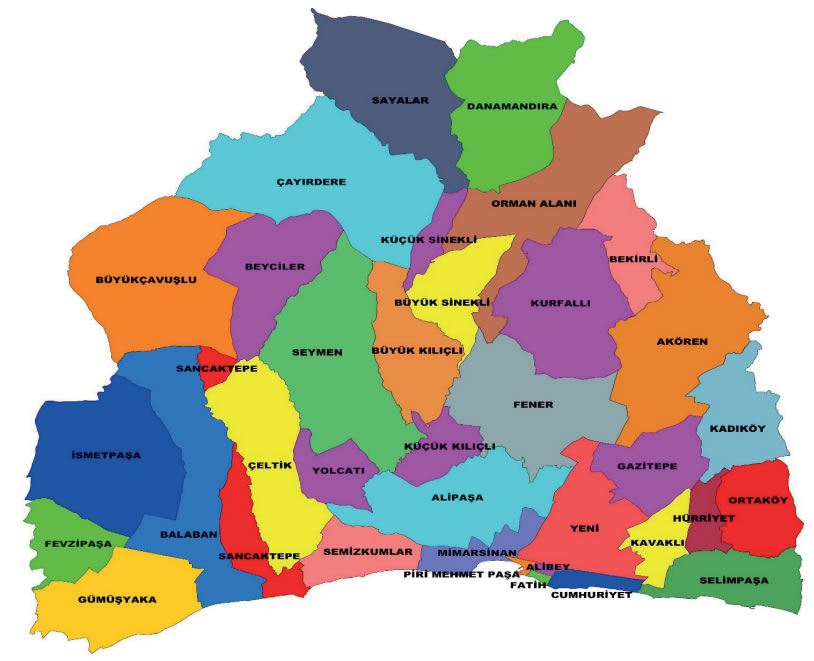 SAYALAR
DANAMANDIRA
ÇAYIRDERE
ORMAN ALANI
KÜÇÜK SİNEKLİ
BEKİRLİ
BEYCİLER
BÜYÜKÇAVUŞLU
BÜYÜK SİNEKLİ
KURFALLI
AKÖREN
SEYMEN
BÜYÜK KILIÇLI
SANCAKTEPE
FENER
KADIKÖY
KÜÇÜK KILIÇLI
İSMETPAŞA
ÇELTİK
YOLCATI
GAZİTEPE
ALİPAŞA
ORTAKÖY
HÜRRİYET
YENİ
BALABAN
FEVZİPAŞA
KAVAKLI
SANCAKTEPE
SEMİZKUMLAR
MİMARSİNAN
ALİBEY
PİRİ MEHMET PAŞA
SELİMPAŞA
FATİH
CUMHURİYET
GÜMÜŞYAKA